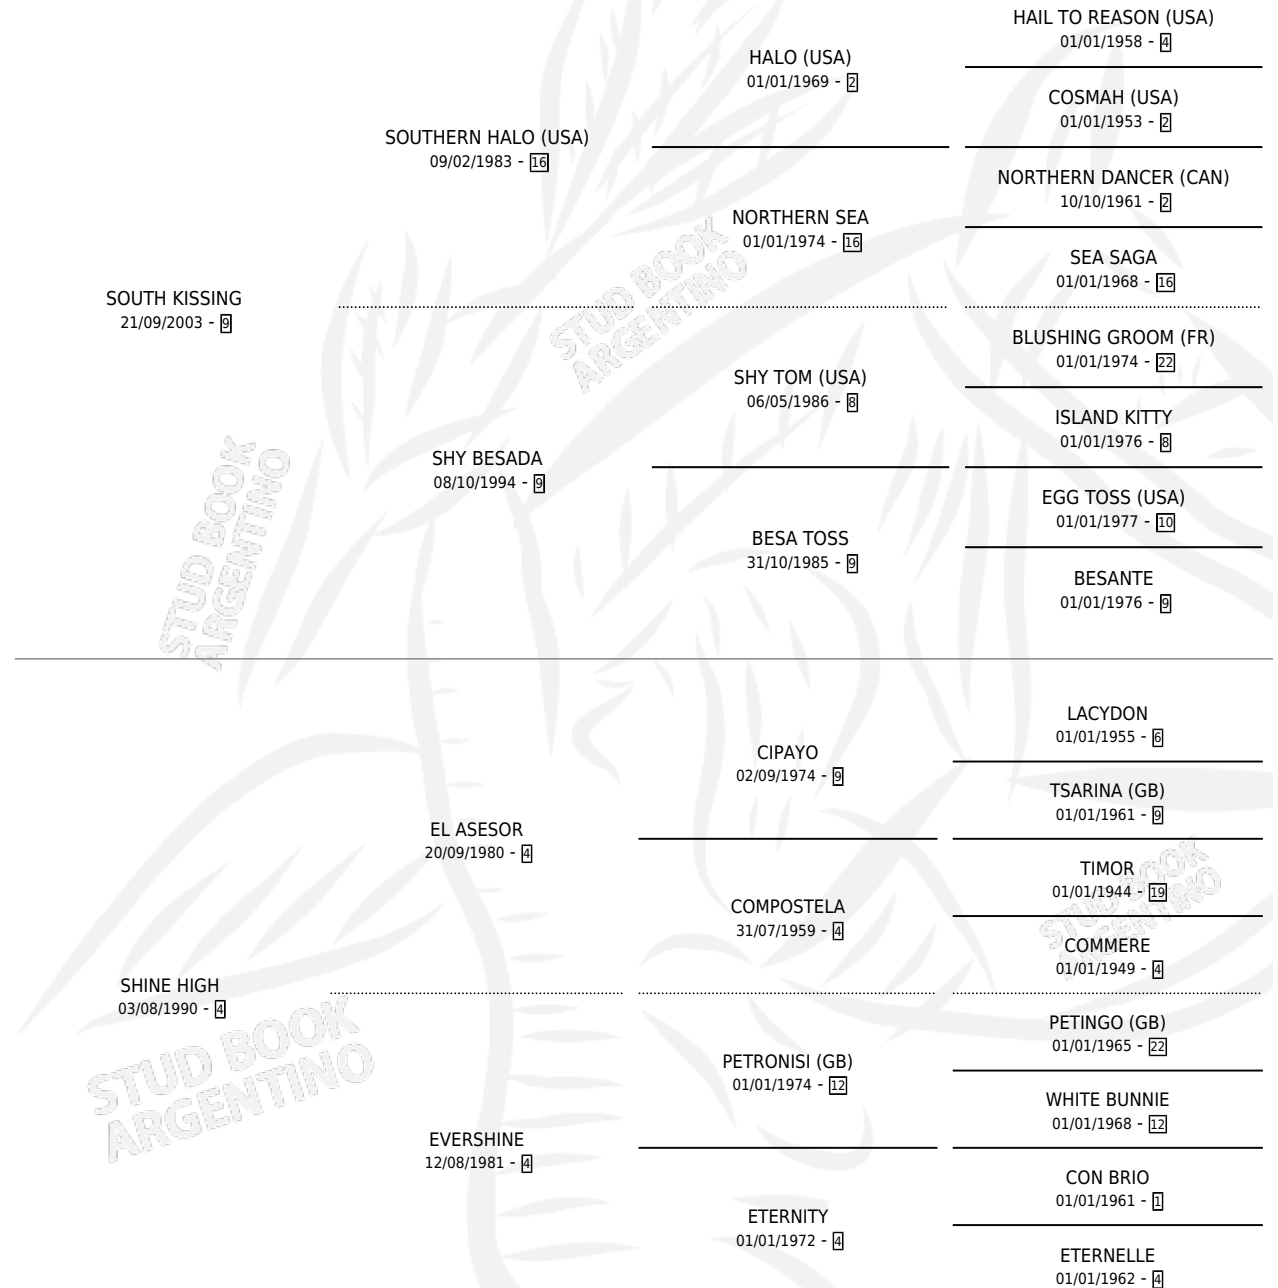 HAIL TO REASON (USA)
01/01/1958 - 4
HALO (USA)
01/01/1969 - 2
COSMAH (USA)
01/01/1953 - 2
SOUTHERN HALO (USA)
09/02/1983 - 16
NORTHERN DANCER (CAN)
10/10/1961 - 2
NORTHERN SEA
01/01/1974 - 16
SEA SAGA
01/01/1968 - 16
SOUTH KISSING
21/09/2003 - 9
STUD BOOK
ARGENTINO
BLUSHING GROOM (FR)
01/01/1974 - 22
SHY TOM (USA)
06/05/1986 - 8
ISLAND KITTY
01/01/1976 - 8
SHY BESADA
08/10/1994 - 9
EGG TOSS (USA)
01/01/1977 - 10
BESA TOSS
31/10/1985 - 9
BESANTE
01/01/1976 - 9
STUD BOOK
ARGENTINO
LACYDON
01/01/1955 - 6
CIPAYO
02/09/1974 - 9
TSARINA (GB)
01/01/1961 - 9
EL ASESOR
20/09/1980 - 4
TIMOR
01/01/1944 - 19
COMPOSTELA
31/07/1959 - 4
STUD BOOK
ARGENTINO
COMMERE
01/01/1949 - 4
SHINE HIGH
03/08/1990 - 4
PETINGO (GB)
01/01/1965 - 22
PETRONISI (GB)
01/01/1974 - 12
STUD BOOK
ARGENTINO
WHITE BUNNIE
01/01/1968 - 12
EVERSHINE
12/08/1981 - 4
CON BRIO
01/01/1961 - 1
ETERNITY
01/01/1972 - 4
ETERNELLE
01/01/1962 - 4